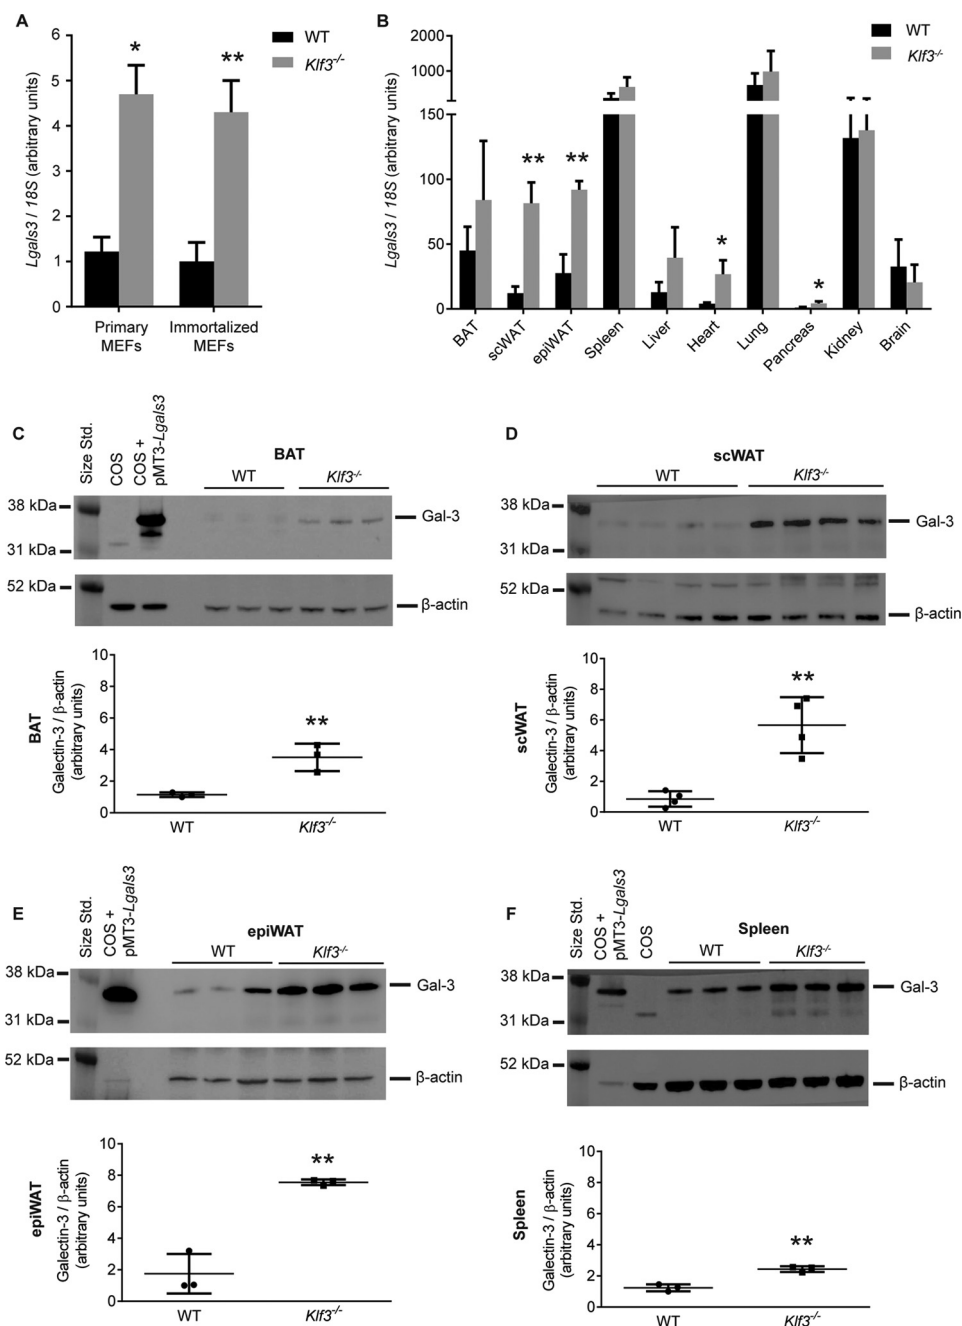 A
Lgals3 / 18S (arbitrary units)
6
5
4
3
2
1
0
*
**
WT
Klf3-/-
Primary
MEFs
Immortalized
MEFs
B
Lgals3 / 18S (arbitrary units)
2000
1000
150
100
50
0
**
**
*
*
WT
Klf3-/-
BAT
scWAT
epiWAT
Spleen
Liver
Heart
Lung
Pancreas
Kidney
Brain
C
Size Std.
COS
COS +
pMT3-Lgals3
BAT
WT
Klf3-/-
38 kDa
Gal-3
31 kDa
52 kDa
β-actin
BAT
Galectin-3 / β-actin
(arbitrary units)
10
8
6
4
2
0
**
WT
Klf3-/-
D
Size Std.
scWAT
WT
Klf3-/-
38 kDa
Gal-3
31 kDa
52 kDa
β-actin
scWAT
Galectin-3 / β-actin
(arbitrary units)
10
8
6
4
2
0
**
WT
Klf3-/-
E
Size Std.
COS +
pMT3-Lgals3
epiWAT
WT
Klf3-/-
38 kDa
Gal-3
31 kDa
52 kDa
β-actin
epiWAT
Galectin-3 / β-actin
(arbitrary units)
10
8
6
4
2
0
**
WT
Klf3-/-
F
Size Std.
COS +
pMT3-Lgals3
COS
Spleen
WT
Klf3-/-
38 kDa
Gal-3
31 kDa
52 kDa
β-actin
Spleen
Galectin-3 / β-actin
(arbitrary units)
10
8
6
4
2
0
**
WT
Klf3-/-